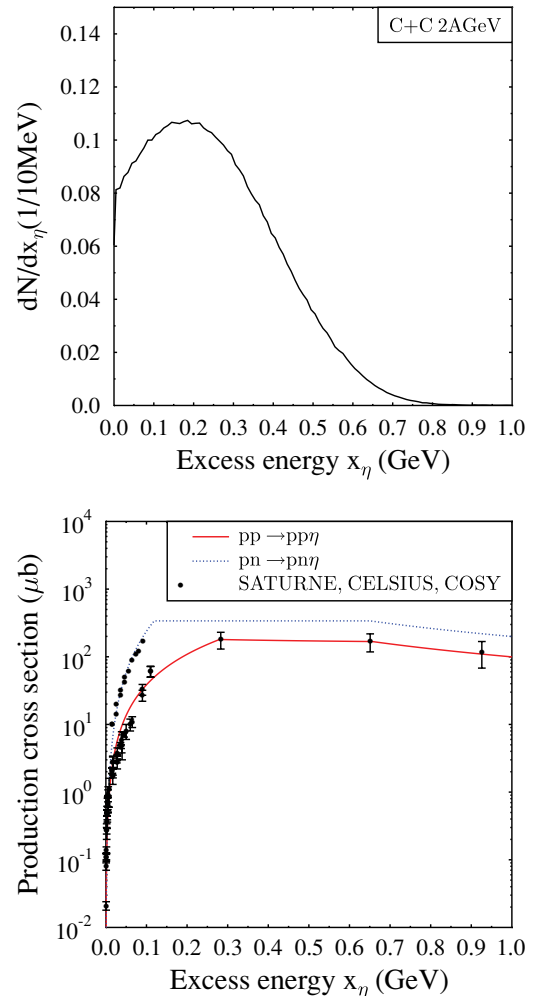 C+C 2AGeV
dN/dx_η(1/10MeV)
0.14
0.12
0.1
0.08
0.06
0.04
0.02
0.0
0.0 0.1 0.2 0.3 0.4 0.5 0.6 0.7 0.8 0.9 1.0
Excess energy x_η (GeV)
Production cross section (μb)
pp →ppη
pn →pnη
SATURNE, CELSIUS, COSY
10^4
10^3
10^2
10^1
10^0
10^-1
10^-2
0.0 0.1 0.2 0.3 0.4 0.5 0.6 0.7 0.8 0.9 1.0
Excess energy x_η (GeV)